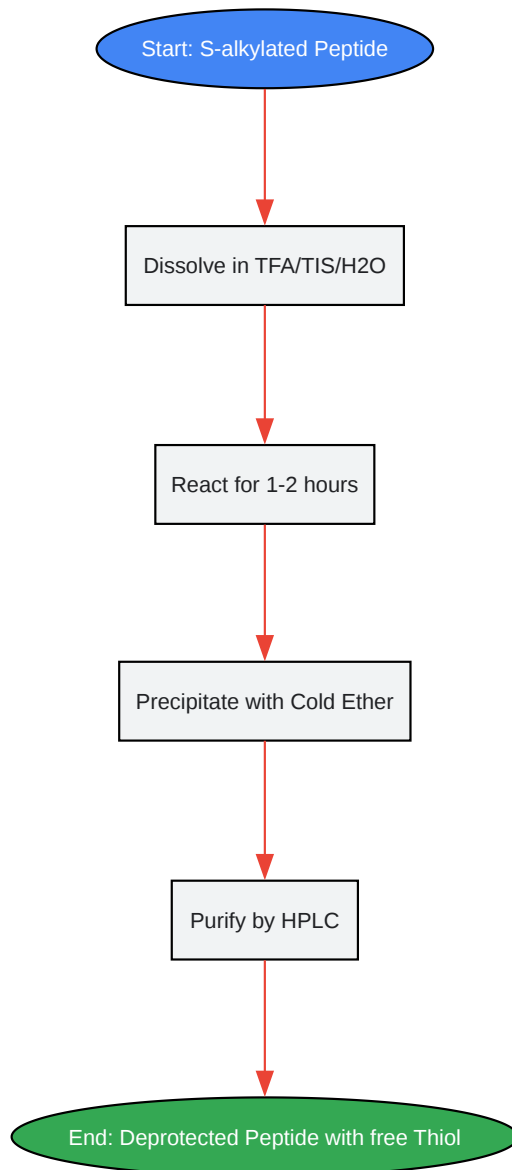 Start: S-alkylated Peptide
Dissolve in TFA/TIS/H2O
React for 1-2 hours
Precipitate with Cold Ether
Purify by HPLC
End: Deprotected Peptide with free Thiol